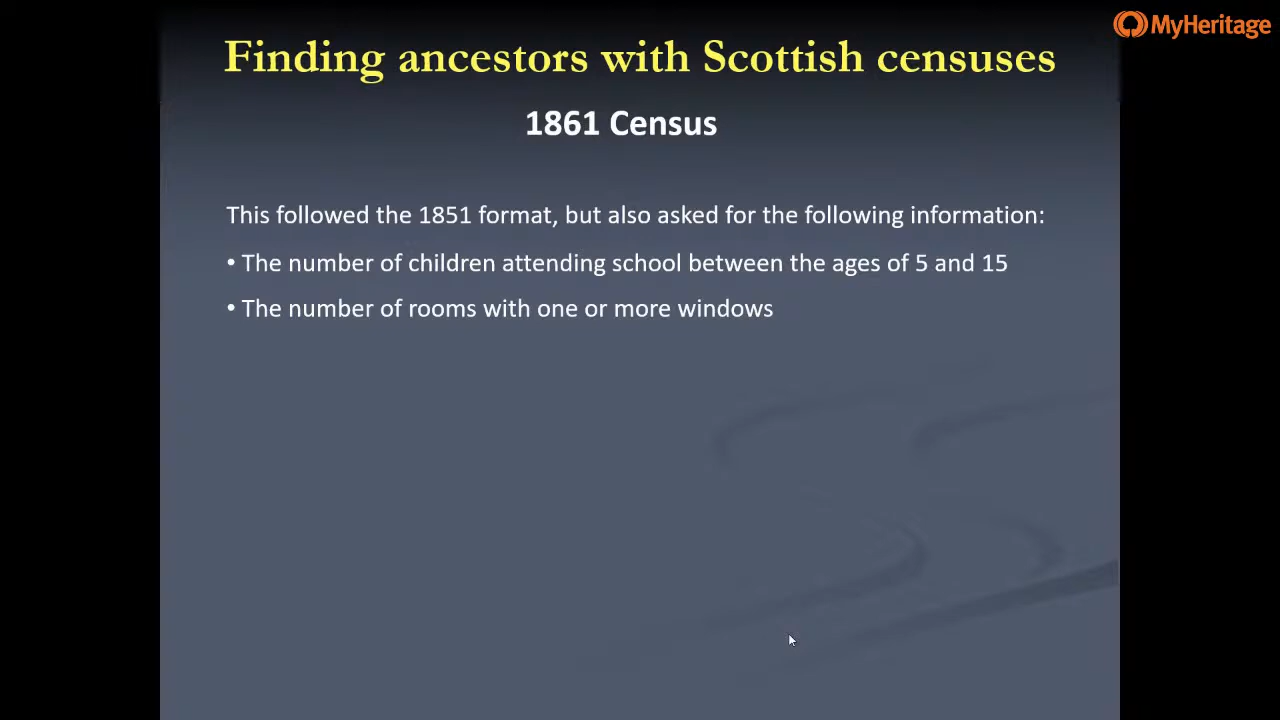 MyHeritage
Finding ancestors with Scottish censuses
1861 Census
This followed the 1851 format, but also asked for the following information:
• The number of children attending school between the ages of 5 and 15
• The number of rooms with one or more windows